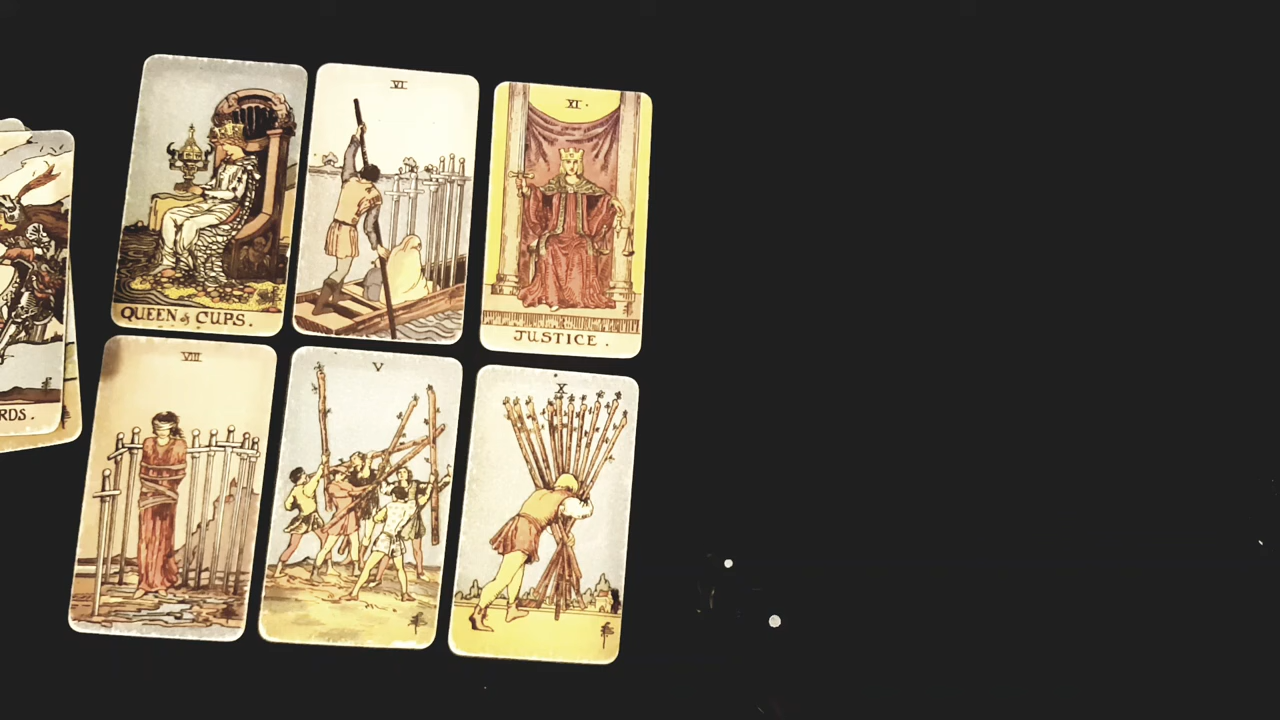 QUEEN of CUPS.
VI
XI.
JUSTICE.
RDS.
VIII
V
X